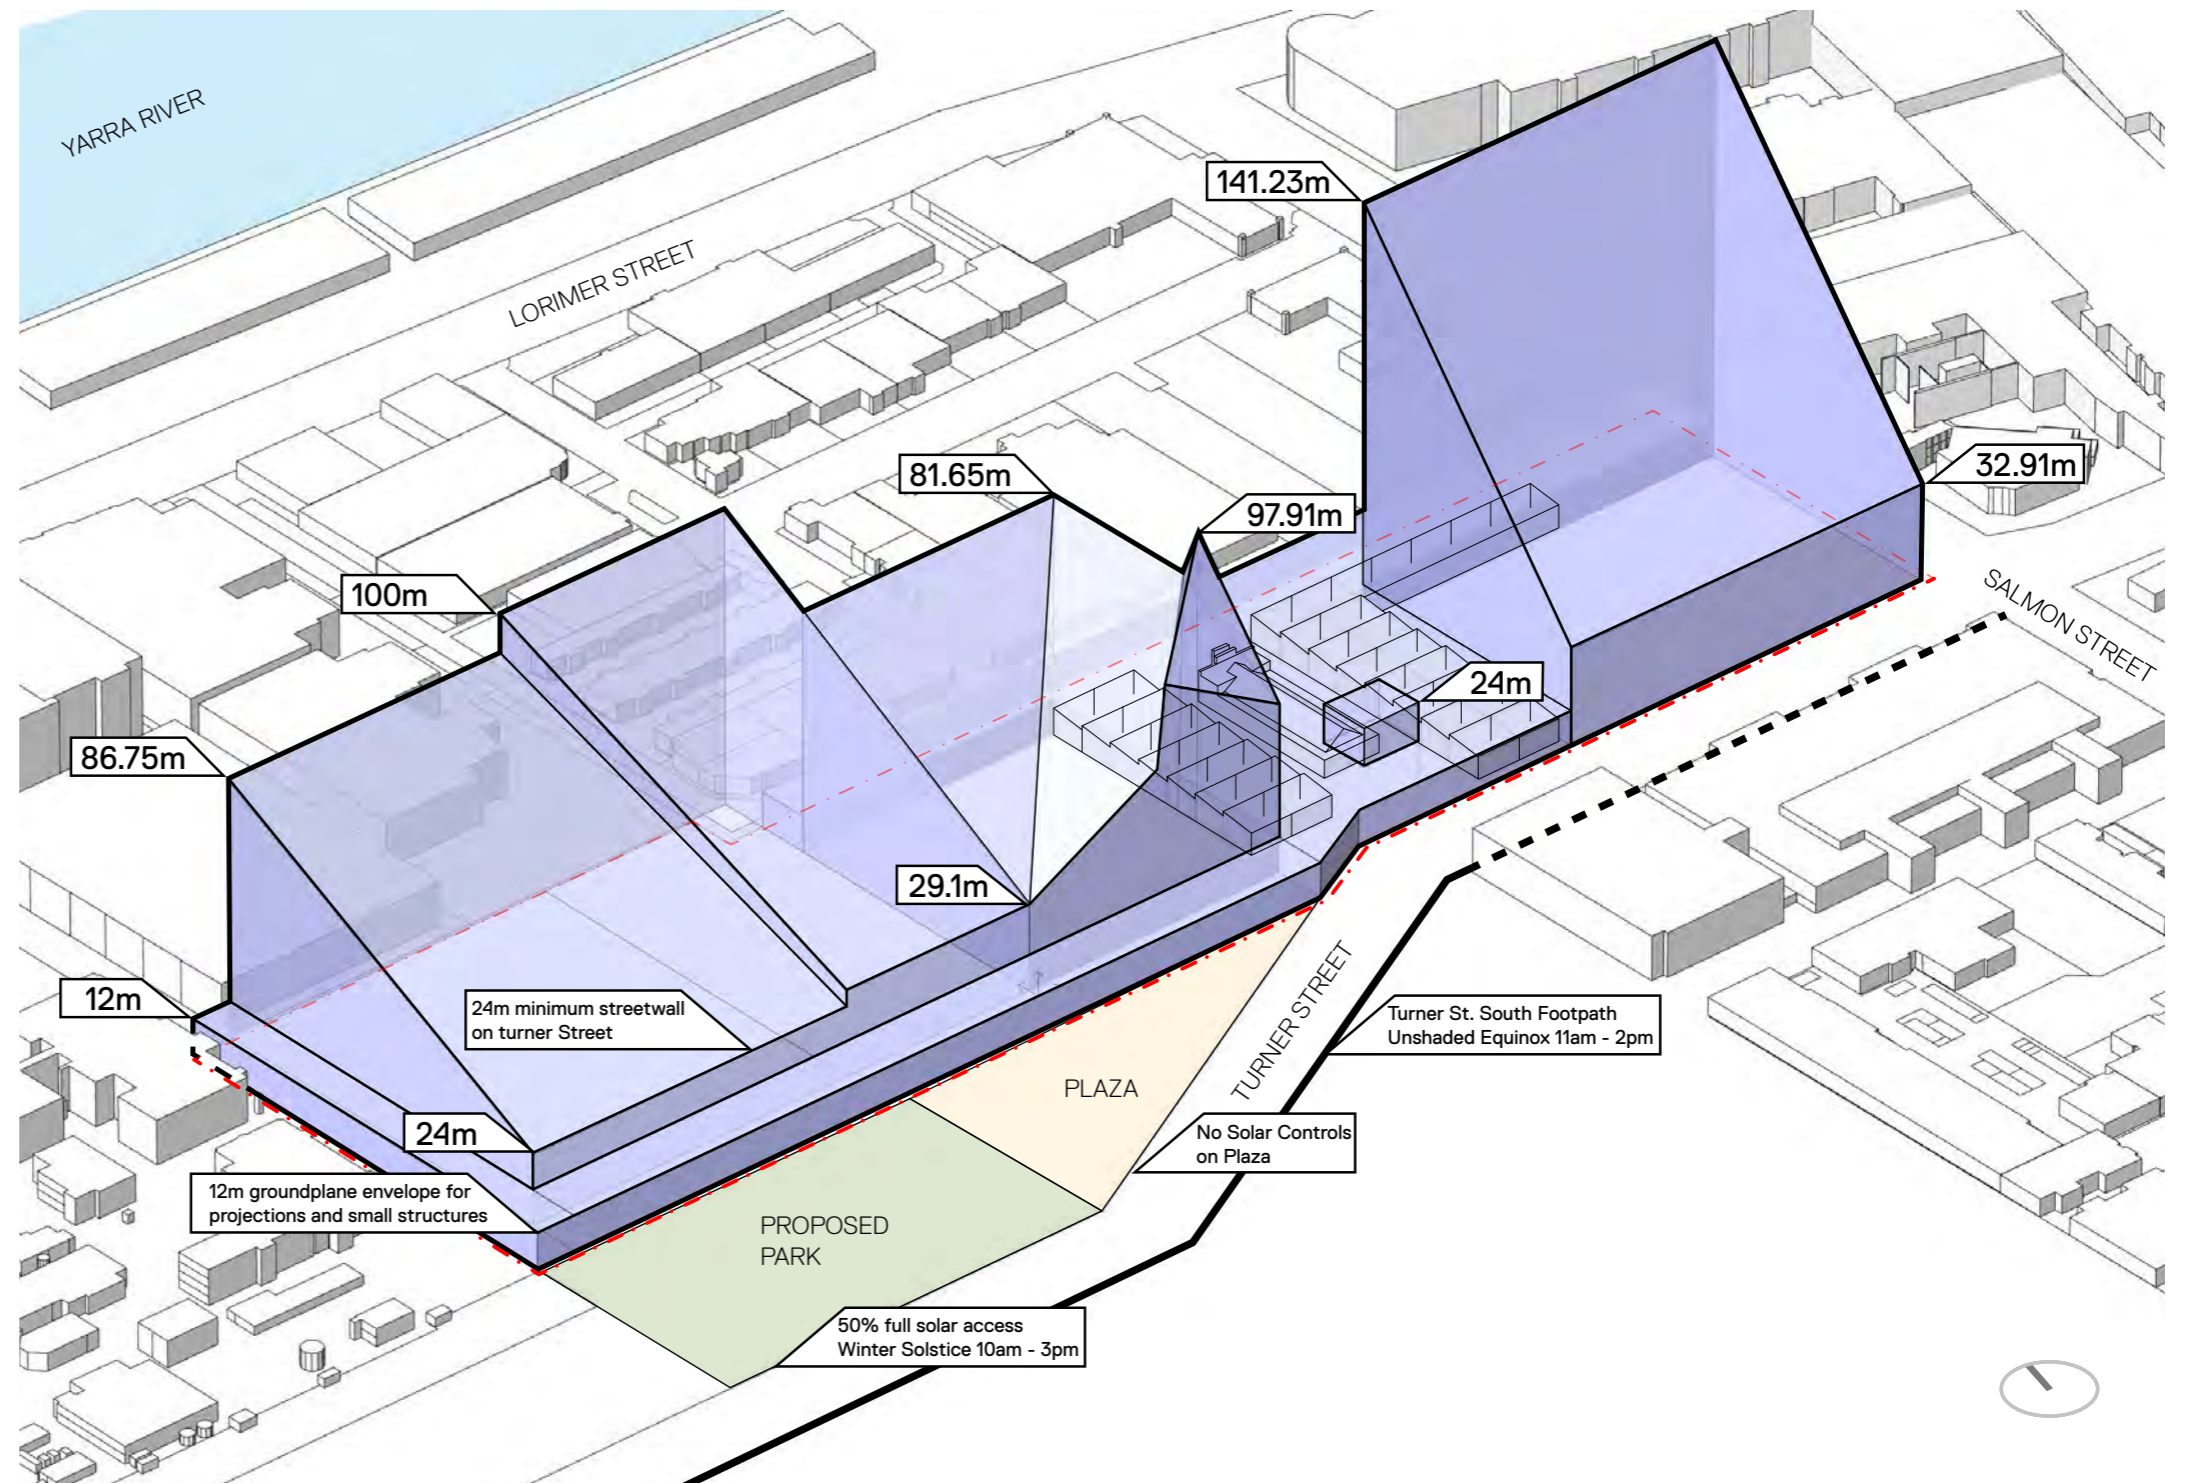 YARRA RIVER
LORIMER STREET
141.23m
81.65m
97.91m
32.91m
100m
SALMON STREET
24m
86.75m
29.1m
12m
24m minimum streetwall
on turner Street
Turner St. South Footpath
Unshaded Equinox 11am - 2pm
TURNER STREET
PLAZA
24m
No Solar Controls
on Plaza
12m groundplane envelope for
projections and small structures
PROPOSED
PARK
50% full solar access
Winter Solstice 10am - 3pm